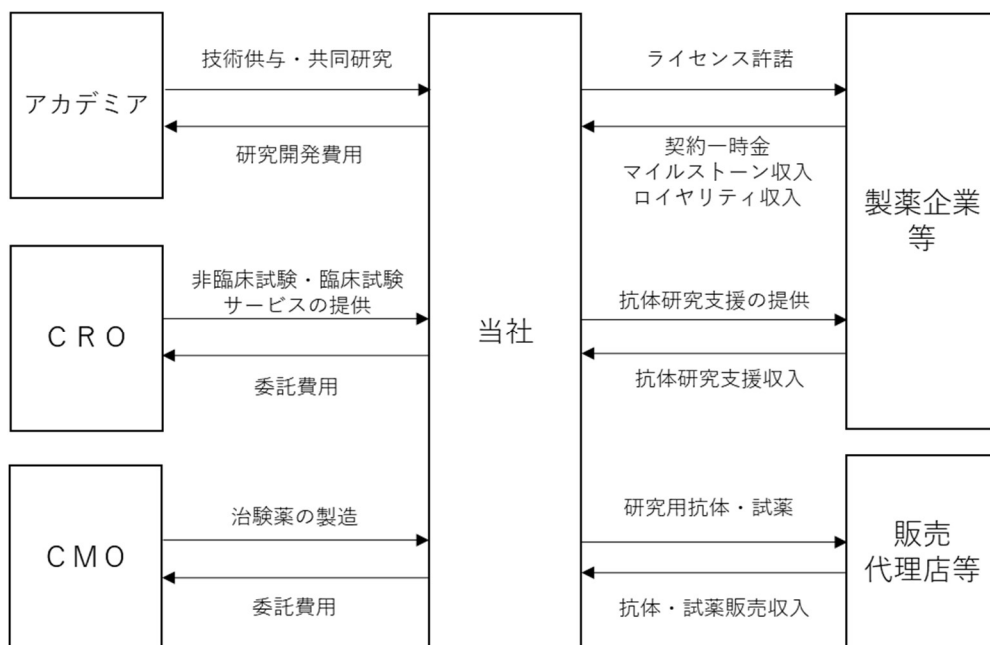 アカデミア
技術供与・共同研究
研究開発費用
CRO
非臨床試験・臨床試験
サービスの提供
委託費用
CMO
治験薬の製造
委託費用
当社
ライセンス許諾
契約一時金
マイルストーン収入
ロイヤリティ収入
抗体研究支援の提供
抗体研究支援収入
製薬企業
等
研究用抗体・試薬
抗体・試薬販売収入
販売
代理店等